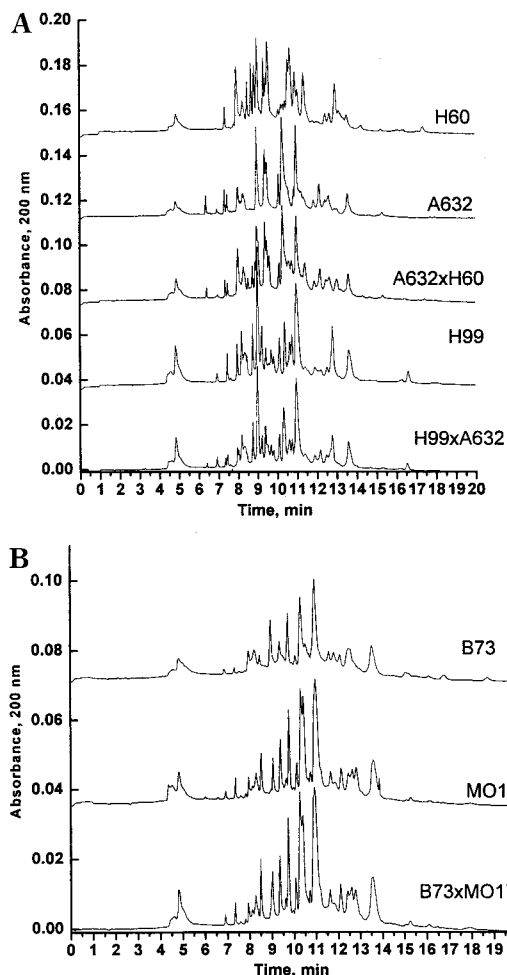 A
0.20
0.18
0.16
0.14
0.12
0.10
0.08
0.06
0.04
0.02
0.00
Absorbance, 200 nm
H60
A632
A632xH60
H99
H99xA632
0 1 2 3 4 5 6 7 8 9 10 11 12 13 14 15 16 17 18 19 20
Time, min
B
0.10
0.08
0.06
0.04
0.02
0.00
Absorbance, 200 nm
B73
MO1
B73xMO1
0 1 2 3 4 5 6 7 8 9 10 11 12 13 14 15 16 17 18 19
Time, min